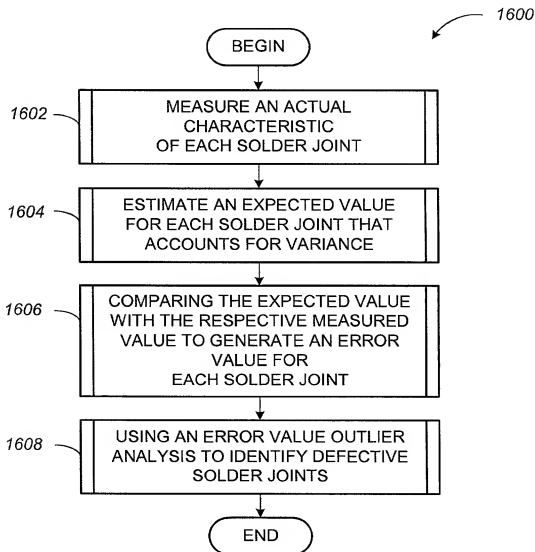 1600
BEGIN
1602
MEASURE AN ACTUAL
CHARACTERISTIC
OF EACH SOLDER JOINT
1604
ESTIMATE AN EXPECTED VALUE
FOR EACH SOLDER JOINT THAT
ACCOUNTS FOR VARIANCE
1606
COMPARING THE EXPECTED VALUE
WITH THE RESPECTIVE MEASURED
VALUE TO GENERATE AN ERROR
VALUE FOR
EACH SOLDER JOINT
1608
USING AN ERROR VALUE OUTLIER
ANALYSIS TO IDENTIFY DEFECTIVE
SOLDER JOINTS
END